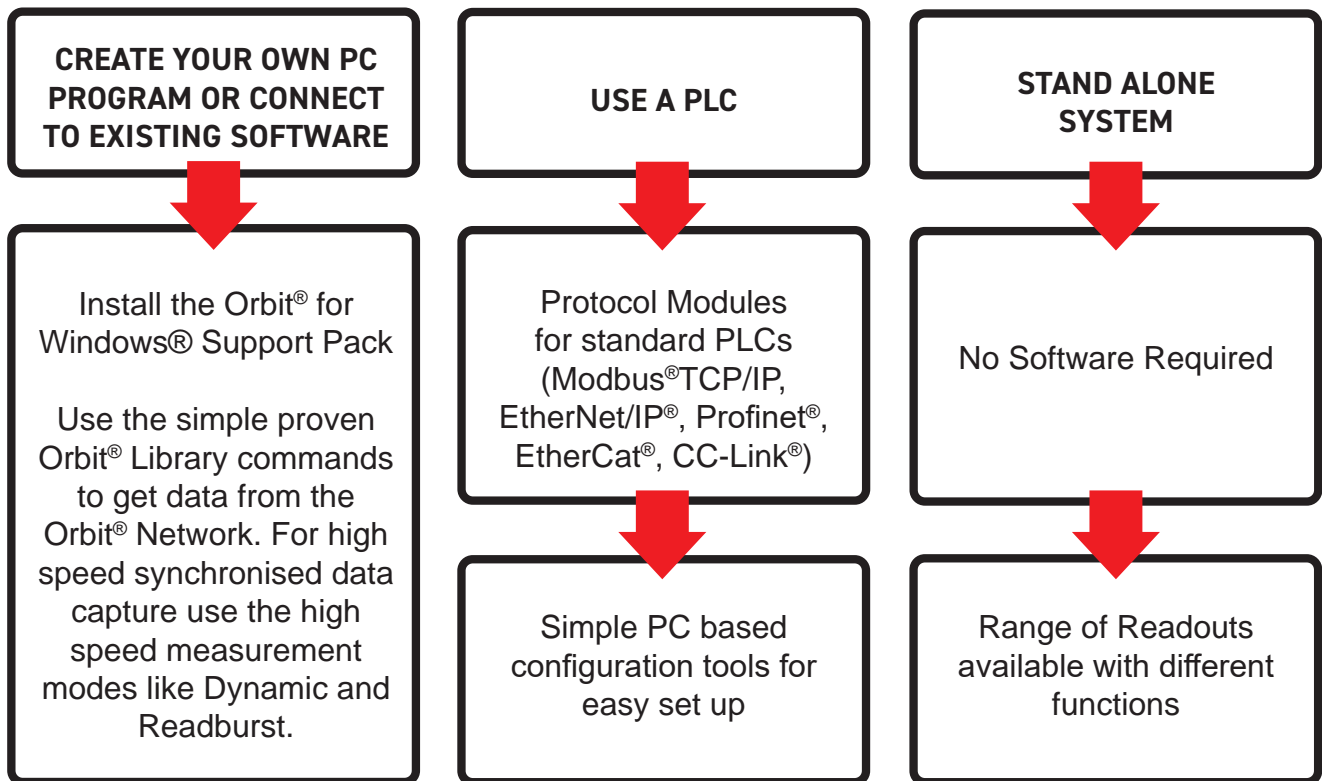 CREATE YOUR OWN PC
PROGRAM OR CONNECT
TO EXISTING SOFTWARE
Install the Orbit® for
Windows® Support Pack
Use the simple proven
Orbit® Library commands
to get data from the
Orbit® Network. For high
speed synchronised data
capture use the high
speed measurement
modes like Dynamic and
Readburst.
USE A PLC
Protocol Modules
for standard PLCs
(Modbus®TCP/IP,
EtherNet/IP®, Profinet®,
EtherCat®, CC-Link®)
Simple PC based
configuration tools for
easy set up
STAND ALONE
SYSTEM
No Software Required
Range of Readouts
available with different
functions